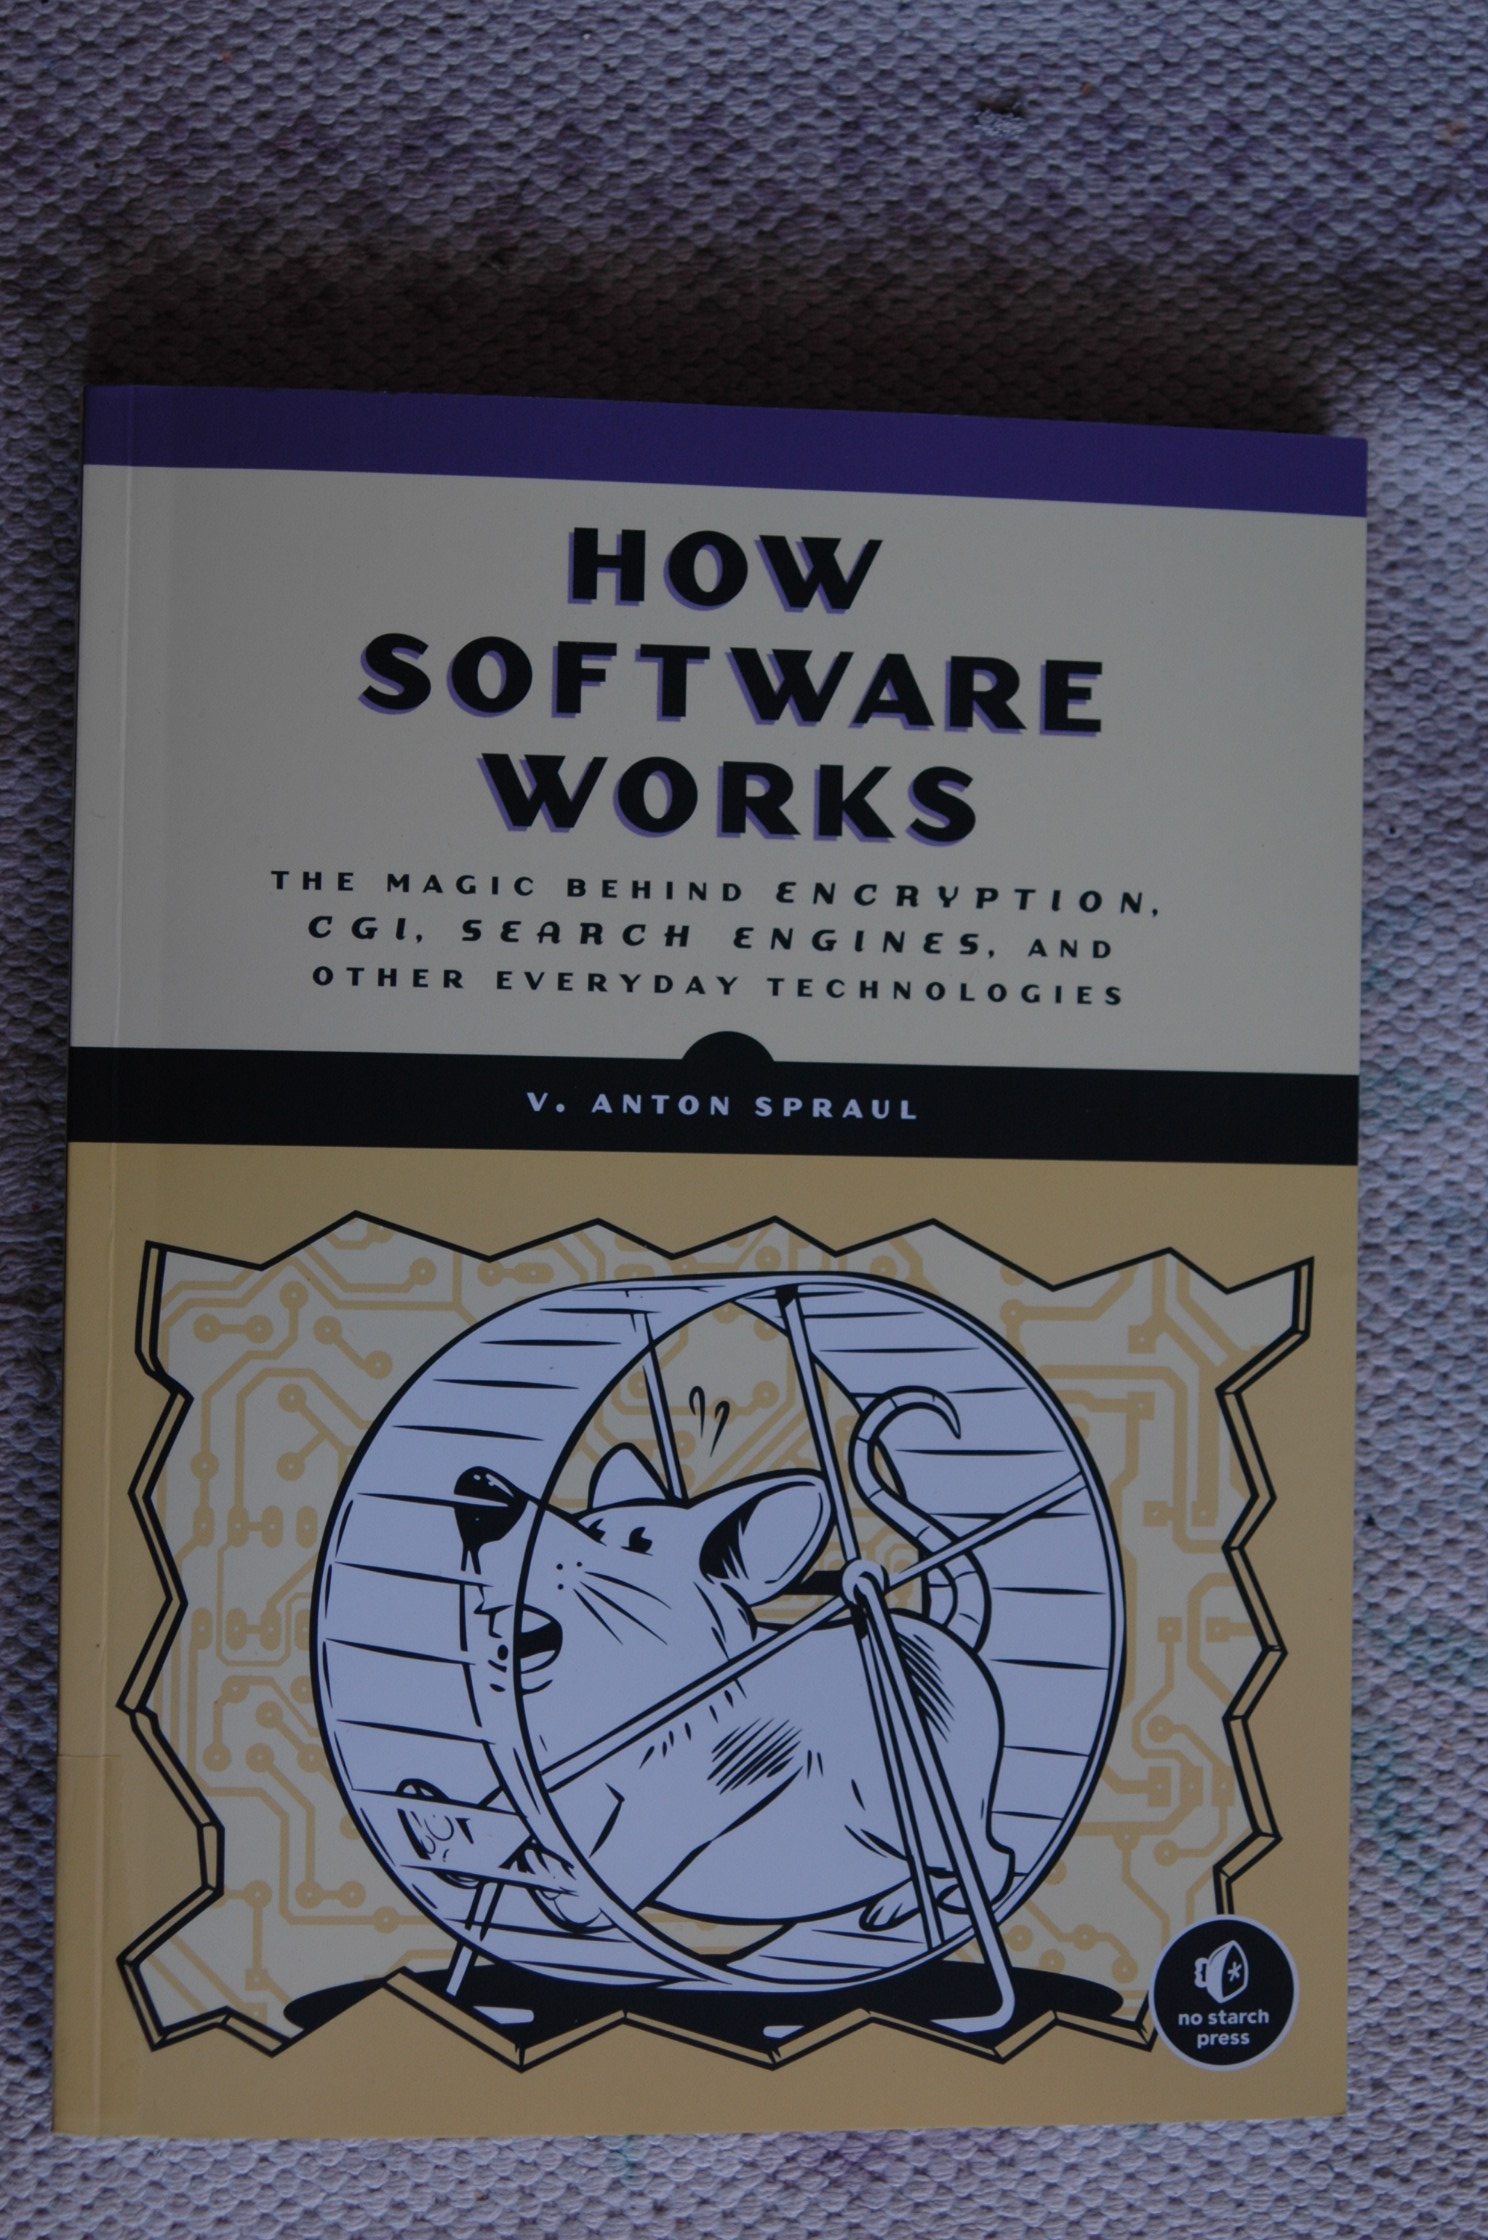 HOW
SOFTWARE
WORKS
THE MAGIC BEHIND ENCRYPTION,
CGI, SEARCH ENGINES, AND
OTHER EVERYDAY TECHNOLOGIES
V. ANTON SPRAUL
no starch
press